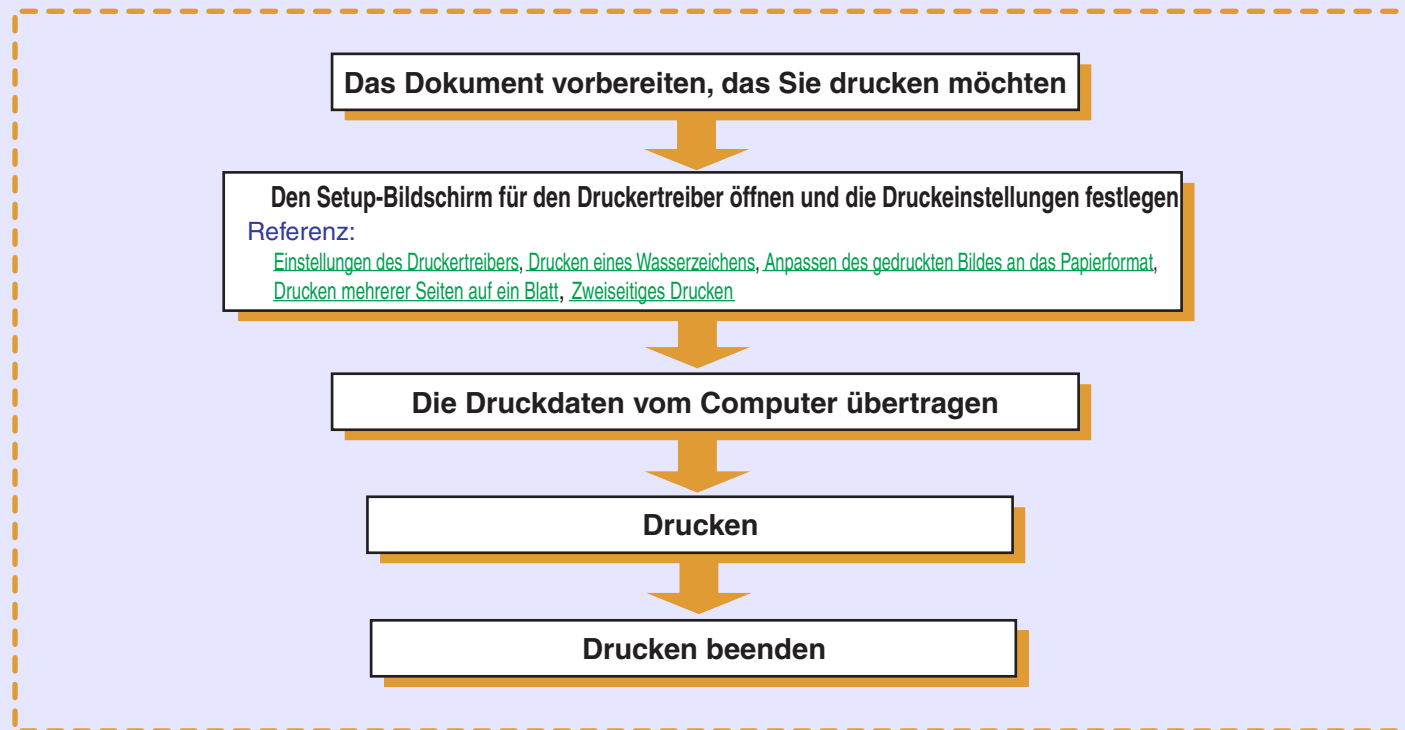 Das Dokument vorbereiten, das Sie drucken möchten
Den Setup-Bildschirm für den Druckertreiber öffnen und die Druckeinstellungen festlegen
Referenz:
Einstellungen des Druckertreibers, Drucken eines Wasserzeichens, Anpassen des gedruckten Bildes an das Papierformat,
Drucken mehrerer Seiten auf ein Blatt, Zweiseitiges Drucken
Die Druckdaten vom Computer übertragen
Drucken
Drucken beenden